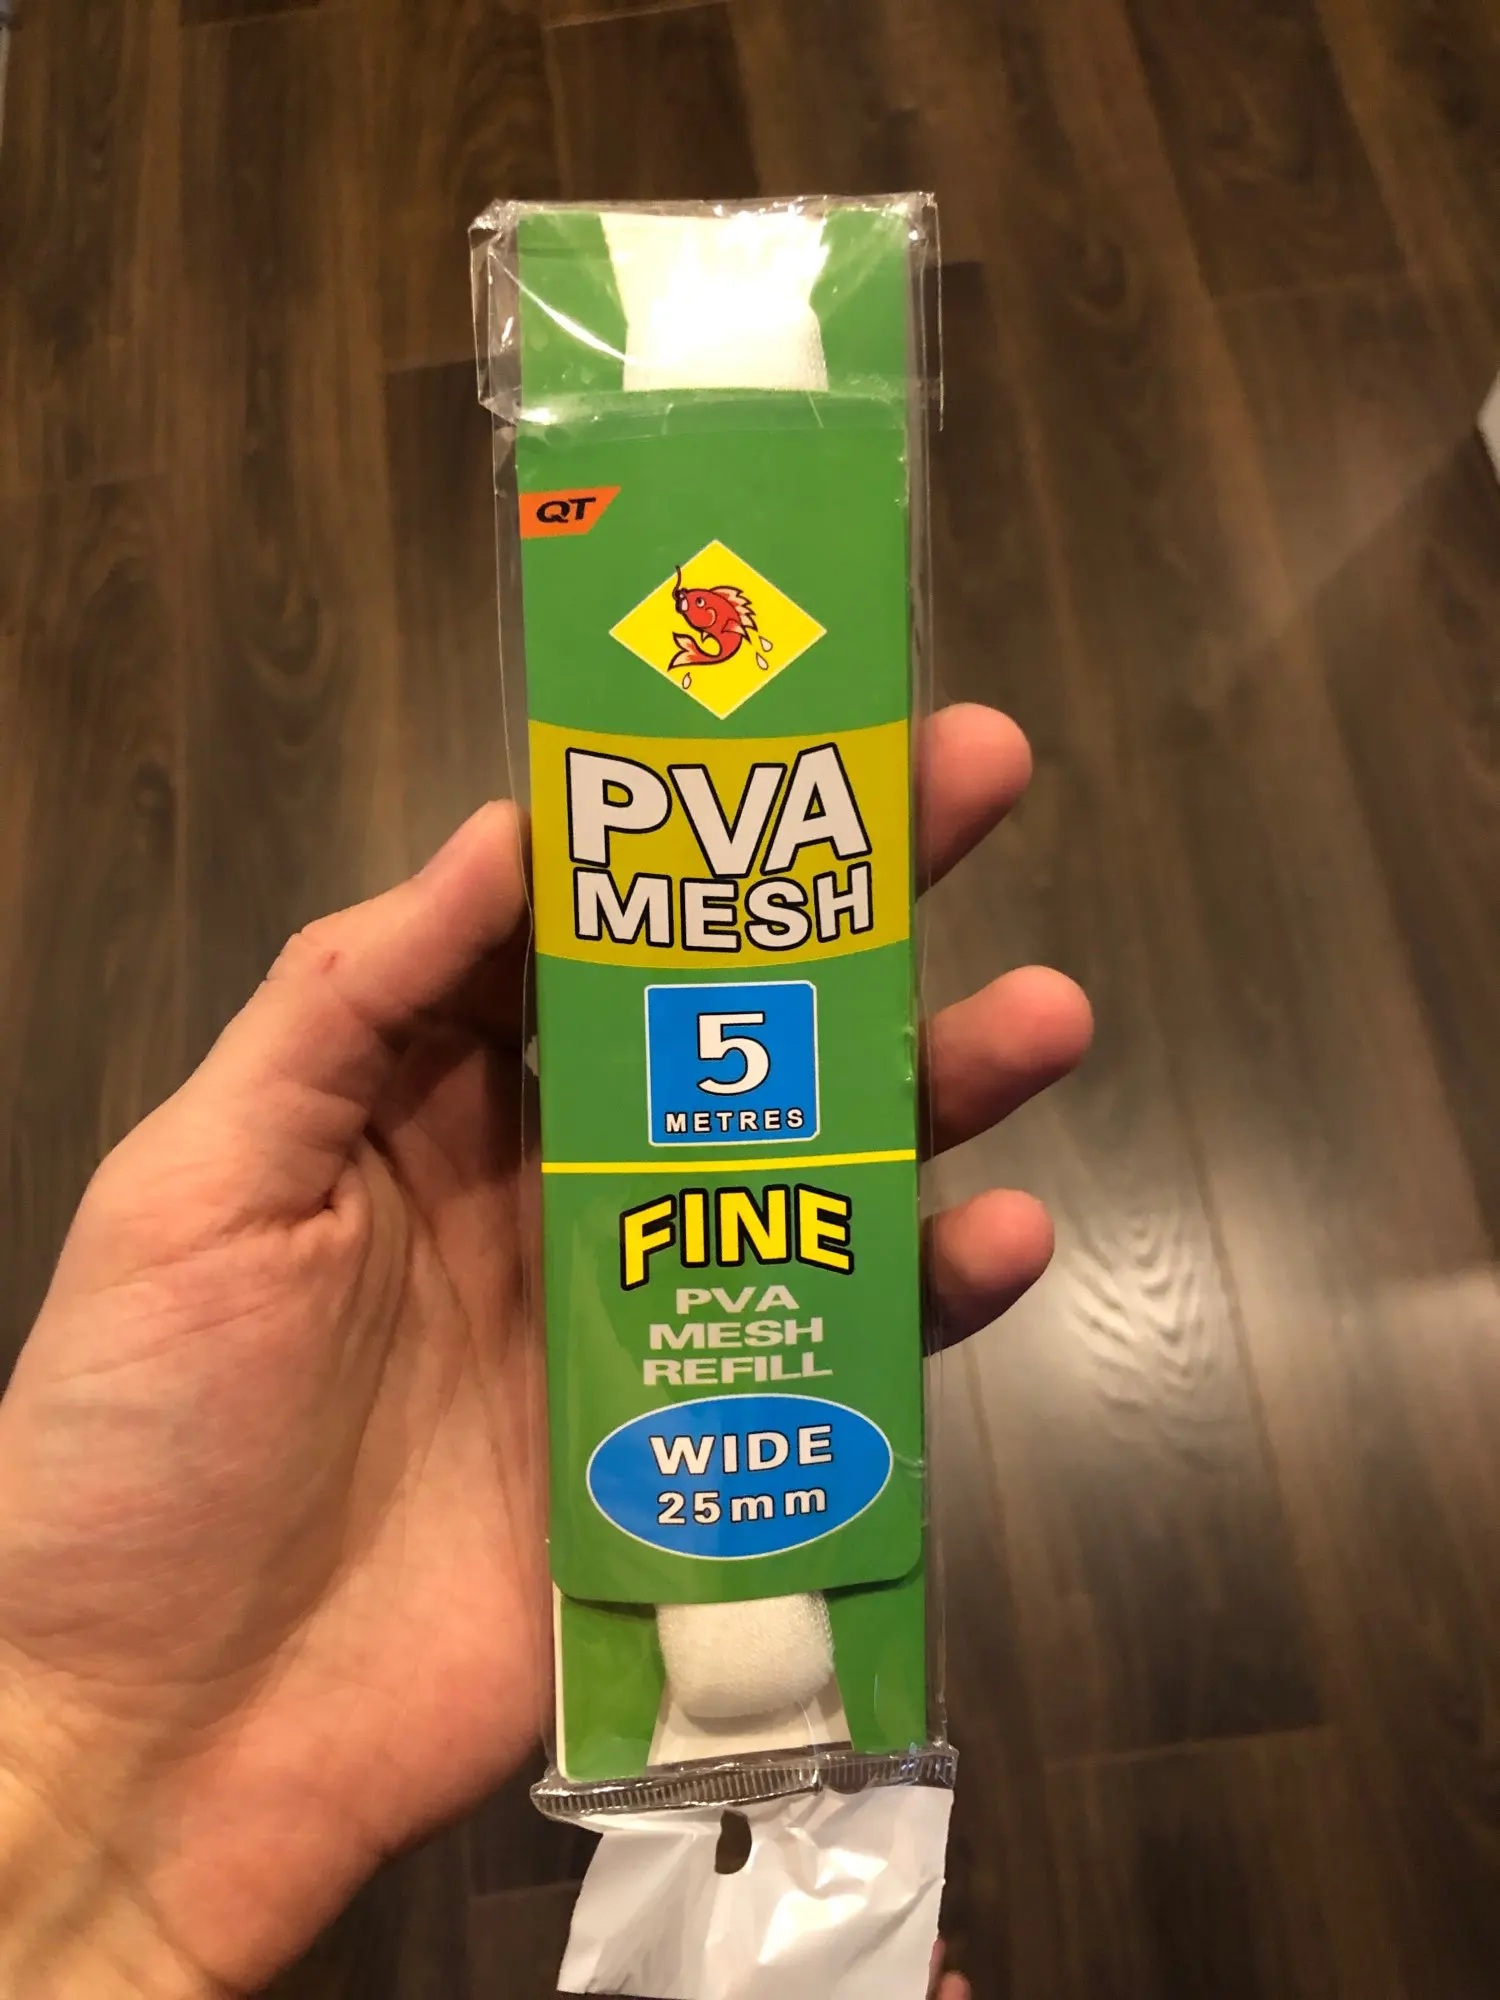 QT
PVA
MESH
5
METRES
FINE
PVA
MESH
REFILL
WIDE
25mm